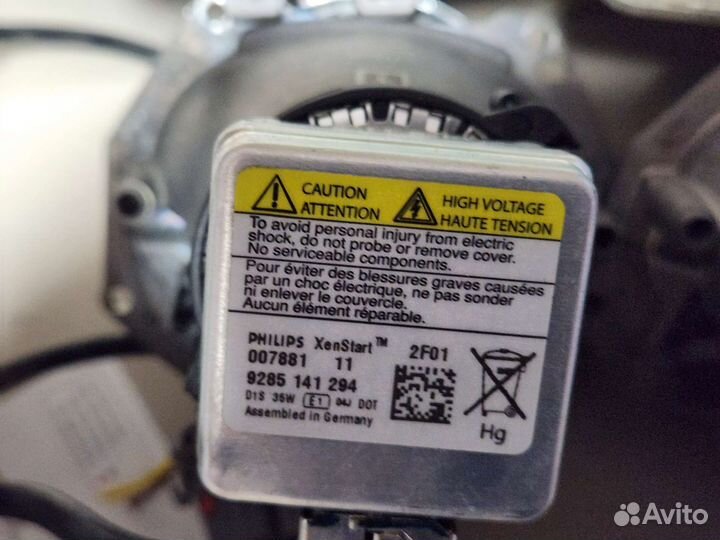 CAUTION
ATTENTION
HIGH VOLTAGE
HAUTE TENSION
To avoid personal injury from electric
shock, do not probe or remove cover.
No serviceable components.
Pour éviter des blessures graves causées
par un choc électrique, ne pas sonder
ni enlever le couvercle.
Aucun élément réparable.
PHILIPS XenStart™ 2F01
007881 11
9285 141 294
D1S 35W E1 04J DOT
Assembled in Germany
Hg
Avito